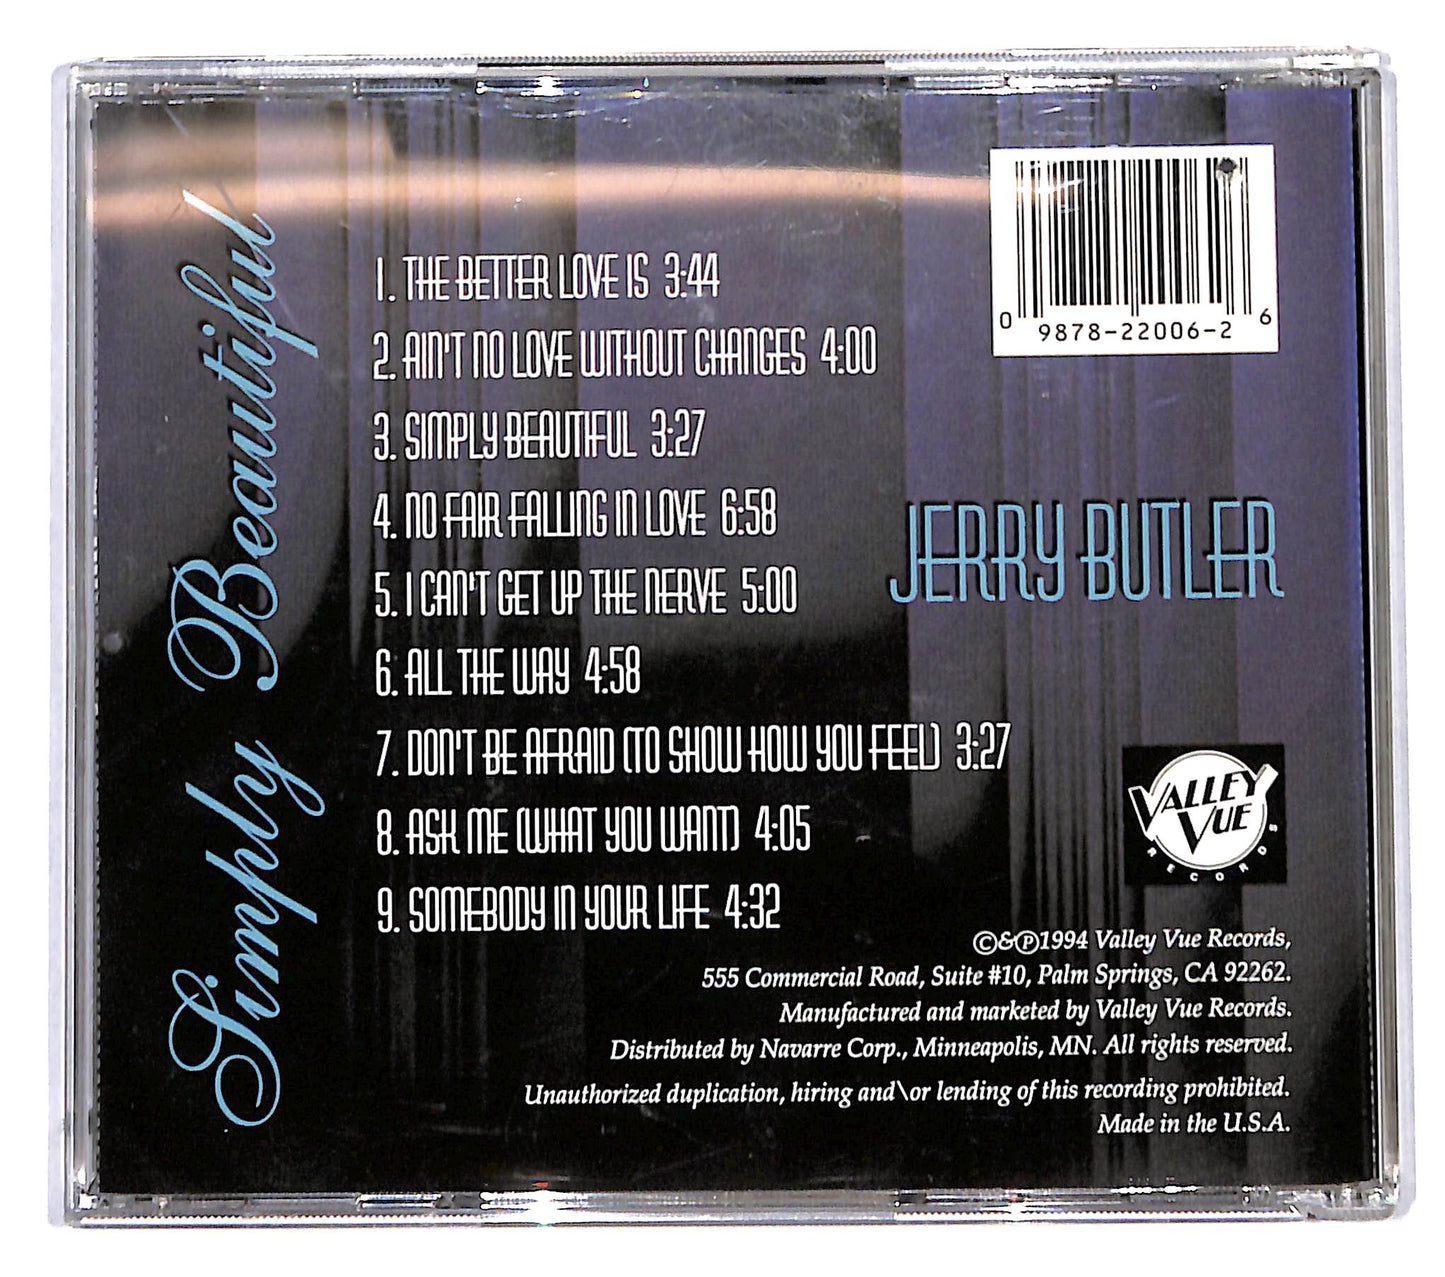 Simply Beautiful
1. THE BETTER LOVE IS 3:44
2. AIN'T NO LOVE WITHOUT CHANGES 4:00
3. SIMPLY BEAUTIFUL 3:27
4. NO FAIR FALLING IN LOVE 6:58
5. I CAN'T GET UP THE NERVE 5:00
6. ALL THE WAY 4:58
7. DON'T BE AFRAID (TO SHOW HOW YOU FEEL) 3:27
8. ASK ME (WHAT YOU WANT) 4:05
9. SOMEBODY IN YOUR LIFE 4:32
0 9878-22006-2 6
JERRY BUTLER
VALLEY
VUE
RECORDS
©&℗1994 Valley Vue Records,
555 Commercial Road, Suite #10, Palm Springs, CA 92262.
Manufactured and marketed by Valley Vue Records.
Distributed by Navarre Corp., Minneapolis, MN. All rights reserved.
Unauthorized duplication, hiring and\or lending of this recording prohibited.
Made in the U.S.A.